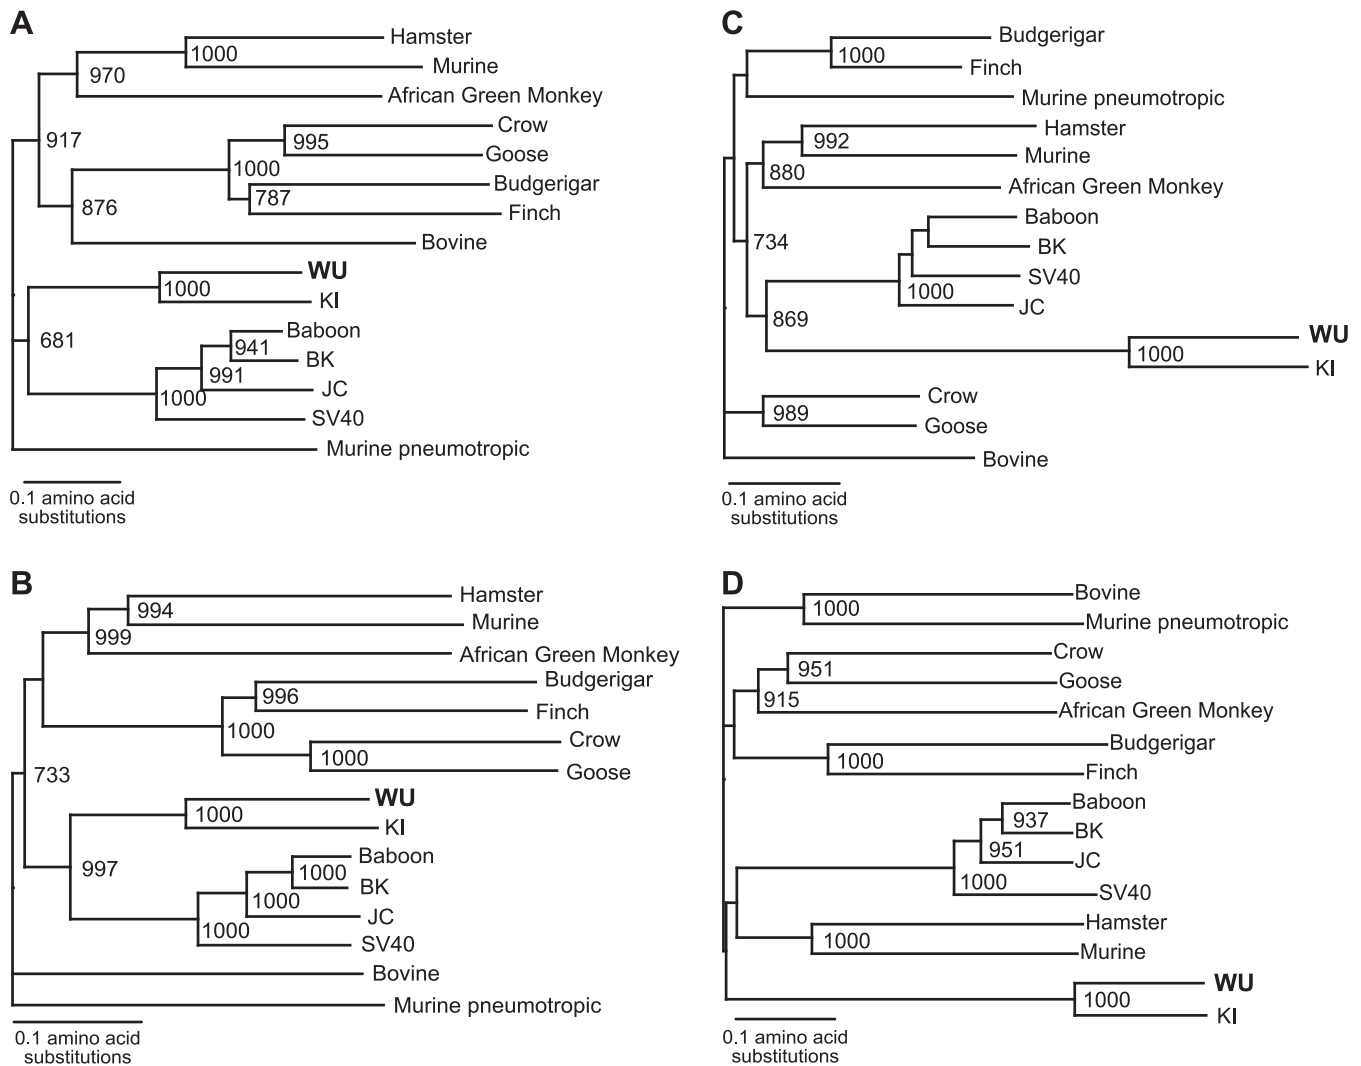 A
Hamster
1000
Murine
970
African Green Monkey
917
Crow
995
Goose
1000
Budgerigar
787
Finch
876
Bovine
WU
1000
KI
681
Baboon
941
BK
991
JC
1000
SV40
Murine pneumotropic
0.1 amino acid
substitutions
B
Hamster
994
Murine
999
African Green Monkey
Budgerigar
996
Finch
1000
Crow
1000
Goose
733
WU
1000
KI
997
Baboon
1000
BK
1000
JC
1000
SV40
Bovine
Murine pneumotropic
0.1 amino acid
substitutions
C
Budgerigar
1000
Finch
Murine pneumotropic
Hamster
992
Murine
880
African Green Monkey
Baboon
734
BK
SV40
1000
JC
869
WU
1000
KI
Crow
989
Goose
Bovine
0.1 amino acid
substitutions
D
Bovine
1000
Murine pneumotropic
Crow
951
Goose
915
African Green Monkey
Budgerigar
1000
Finch
Baboon
937
BK
951
JC
1000
SV40
Hamster
1000
Murine
WU
1000
KI
0.1 amino acid
substitutions